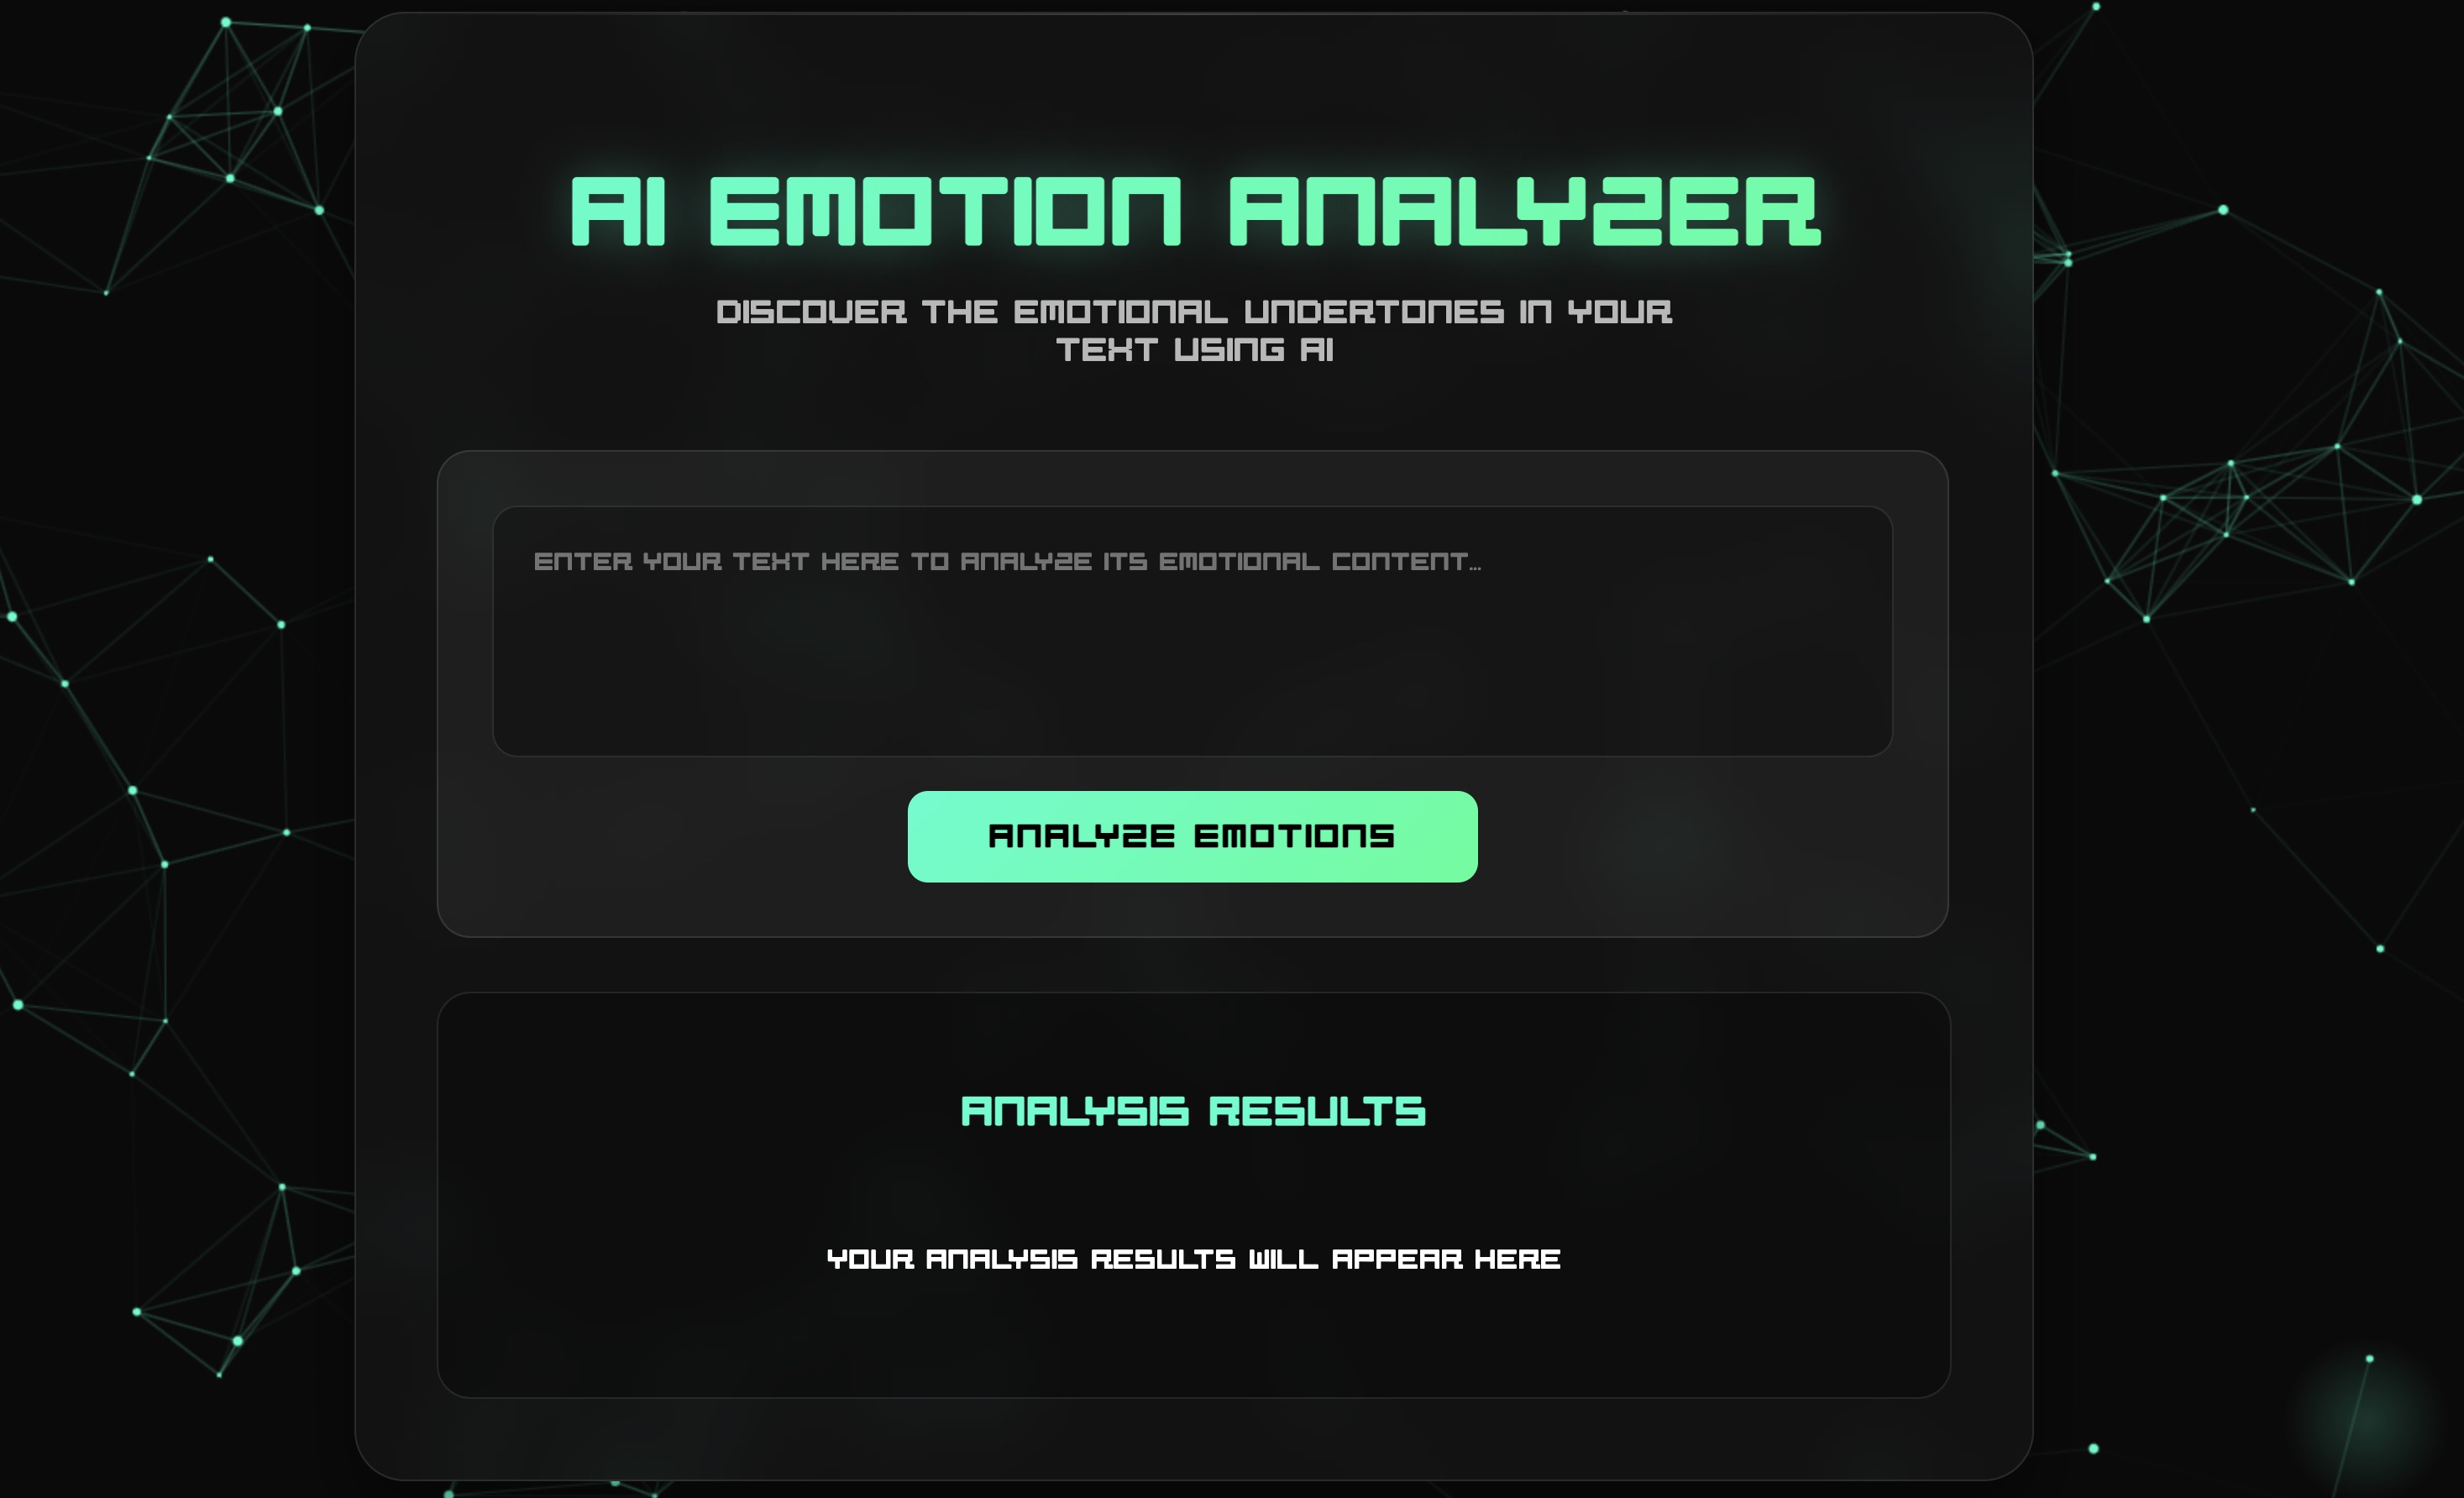 AI EMOTION ANALYZER
DISCOVER THE EMOTIONAL UNDERTONES IN YOUR
TEXT USING AI
ENTER YOUR TEXT HERE TO ANALYZE ITS EMOTIONAL CONTENT...
ANALYZE EMOTIONS
ANALYSIS RESULTS
YOUR ANALYSIS RESULTS WILL APPEAR HERE